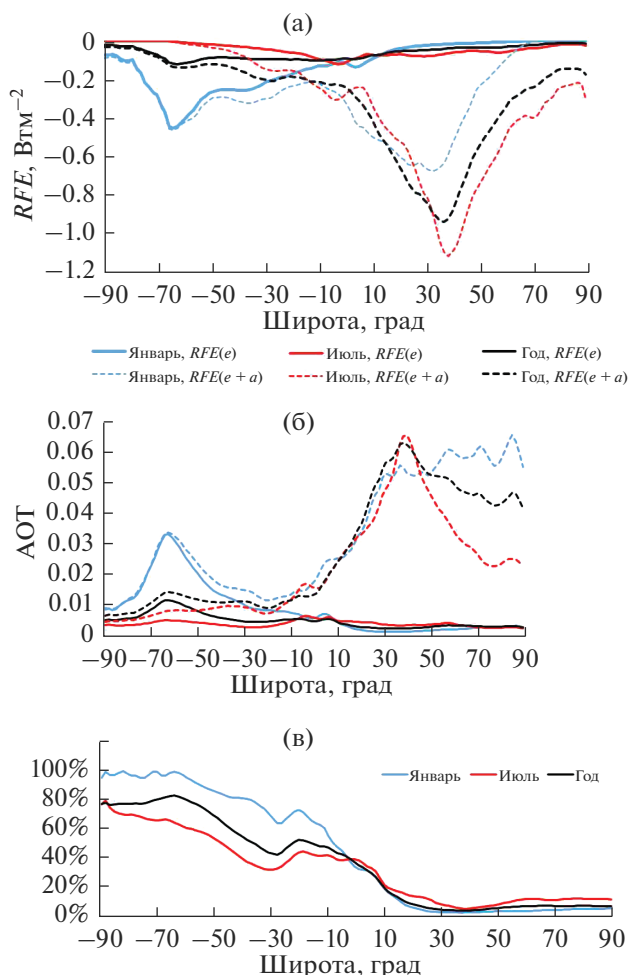 (а)
0
−0.2
−0.4
−0.6
−0.8
−1.0
−1.2
RFE, Втм−2
−90 −70 −50 −30 −10 10 30 50 70 89
Широта, град
Январь, RFE(e) Июль, RFE(e) Год, RFE(e)
Январь, RFE(e + a) Июль, RFE(e + a) Год, RFE(e + a)
(б)
0.07
0.06
0.05
0.04
0.03
0.02
0.01
0
АОТ
−90 −70 −50 −30 −10 10 30 50 70 89
Широта, град
(в)
Январь Июль Год
100%
80%
60%
40%
20%
0%
−90 −70 −50 −30 −10 10 30 50 70 90
Широта, град